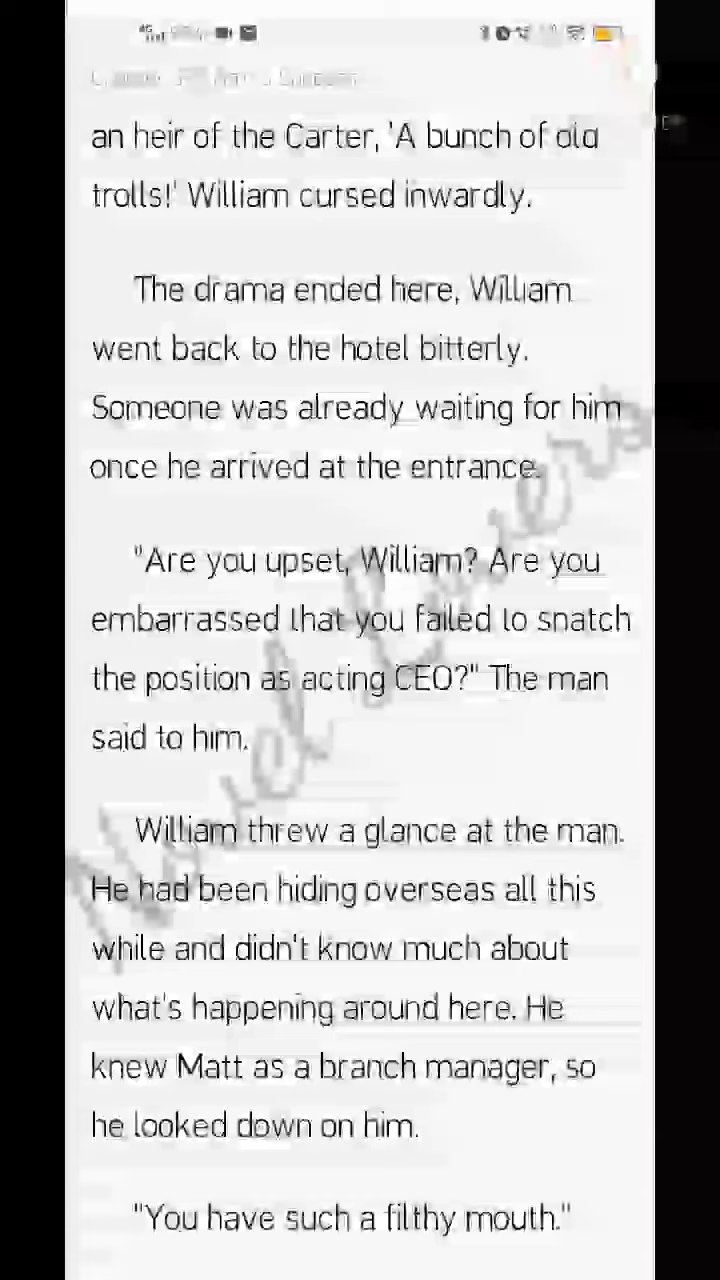 an heir of the Carter, 'A bunch of old
trolls!' William cursed inwardly.
The drama ended here, William
went back to the hotel bitterly.
Someone was already waiting for him
once he arrived at the entrance.
"Are you upset, William? Are you
embarrassed that you failed to snatch
the position as acting CEO?" The man
said to him.
William threw a glance at the man.
He had been hiding overseas all this
while and didn't know much about
what's happening around here. He
knew Matt as a branch manager, so
he looked down on him.
"You have such a filthy mouth."
Novel Lovers